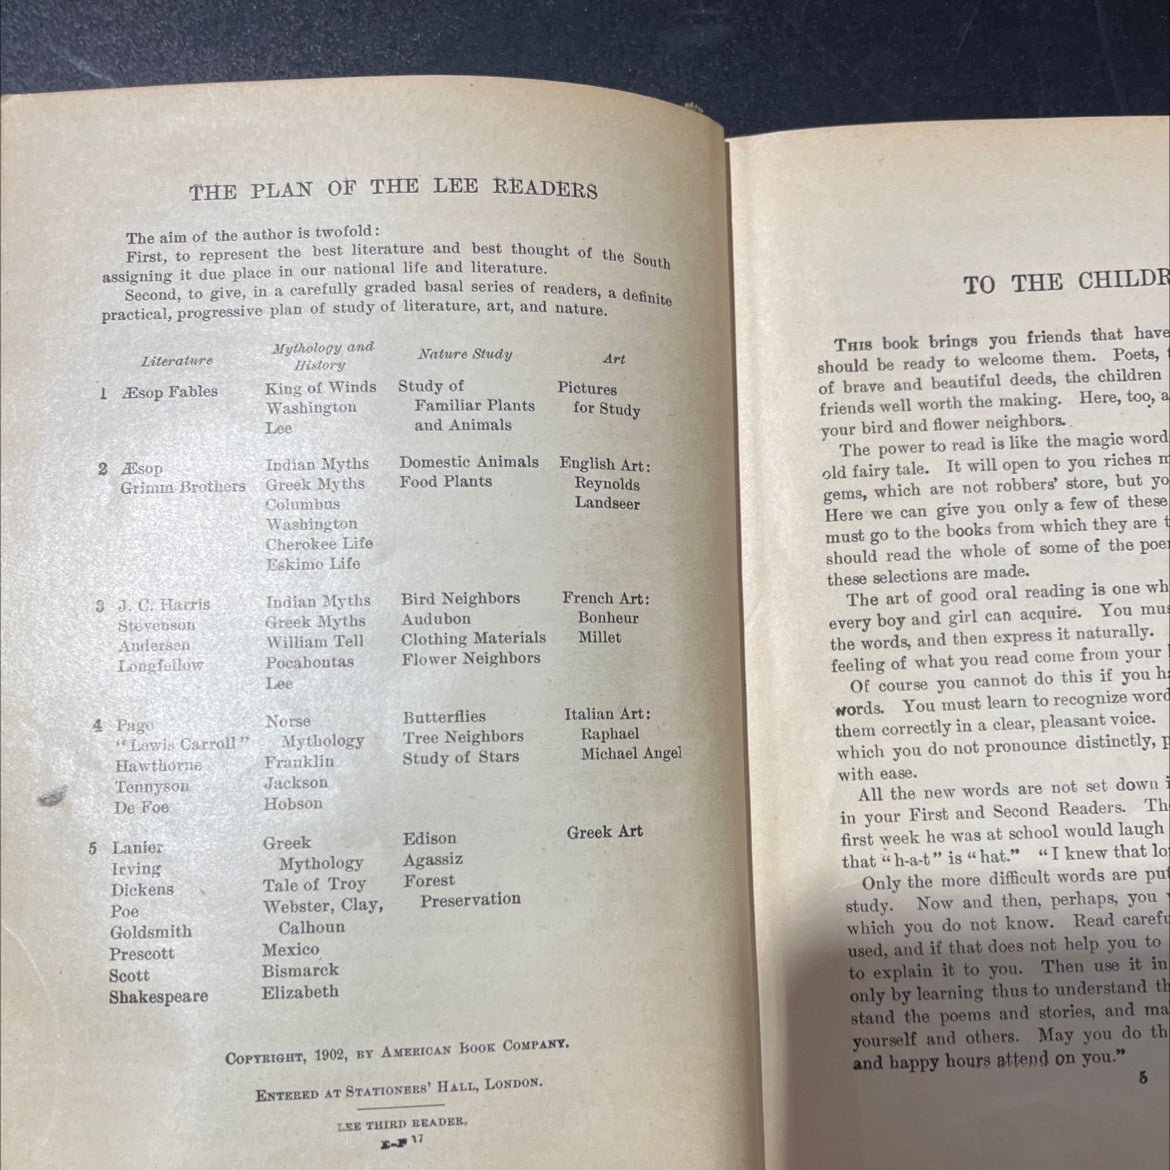 THE PLAN OF THE LEE READERS
The aim of the author is twofold:
First, to represent the best literature and best thought of the South
assigning it due place in our national life and literature.
Second, to give, in a carefully graded basal series of readers, a definite
practical, progressive plan of study of literature, art, and nature.
Literature Mythology and History Nature Study Art
1 Æsop Fables King of Winds Study of Pictures
Washington Familiar Plants for Study
Lee and Animals
2 Æsop Indian Myths Domestic Animals English Art:
Grimm Brothers Greek Myths Food Plants Reynolds
Columbus Landseer
Washington
Cherokee Life
Eskimo Life
3 J. C. Harris Indian Myths Bird Neighbors French Art:
Stevenson Greek Myths Audubon Bonheur
Andersen William Tell Clothing Materials Millet
Longfellow Pocahontas Flower Neighbors
Lee
4 Page Norse Butterflies Italian Art:
"Lewis Carroll" Mythology Tree Neighbors Raphael
Hawthorne Franklin Study of Stars Michael Angel
Tennyson Jackson
De Foe Hobson
5 Lanier Greek Edison Greek Art
Irving Mythology Agassiz
Dickens Tale of Troy Forest
Poe Webster, Clay, Preservation
Goldsmith Calhoun
Prescott Mexico
Scott Bismarck
Shakespeare Elizabeth
COPYRIGHT, 1902, BY AMERICAN BOOK COMPANY.
ENTERED AT STATIONERS' HALL, LONDON.
LEE THIRD READER.
E-P 17
TO THE CHILDR
THIS book brings you friends that have
should be ready to welcome them. Poets,
of brave and beautiful deeds, the children
friends well worth the making. Here, too, a
your bird and flower neighbors.
The power to read is like the magic word
old fairy tale. It will open to you riches m
gems, which are not robbers' store, but yo
Here we can give you only a few of these
must go to the books from which they are t
should read the whole of some of the poe
these selections are made.
The art of good oral reading is one wh
every boy and girl can acquire. You mus
the words, and then express it naturally.
feeling of what you read come from your
Of course you cannot do this if you ha
words. You must learn to recognize word
them correctly in a clear, pleasant voice.
which you do not pronounce distinctly, p
with ease.
All the new words are not set down i
in your First and Second Readers. Th
first week he was at school would laugh
that "h-a-t" is "hat." "I knew that lo
Only the more difficult words are put
study. Now and then, perhaps, you
which you do not know. Read carefu
used, and if that does not help you to
to explain it to you. Then use it in
only by learning thus to understand th
stand the poems and stories, and ma
yourself and others. May you do th
and happy hours attend on you."
5